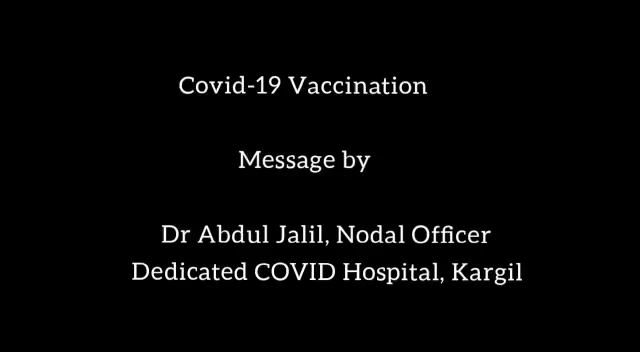 Covid-19 Vaccination
Message by
Dr Abdul Jalil, Nodal Officer
Dedicated COVID Hospital, Kargil